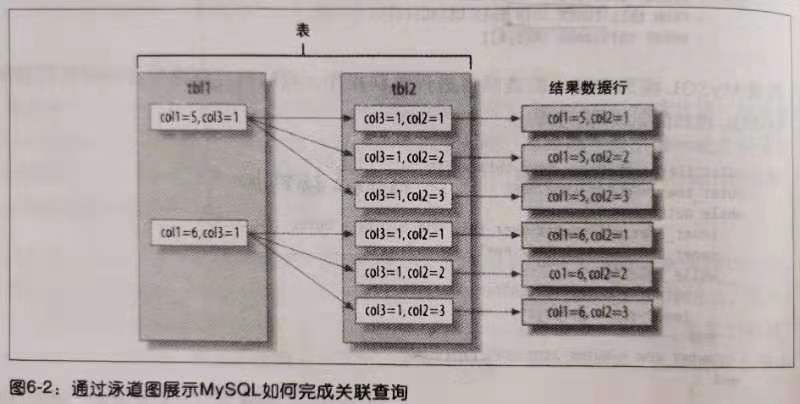 表
tbl1 tbl2 结果数据行
col1=5,col3=1 col3=1,col2=1 col1=5,col2=1
col3=1,col2=2 col1=5,col2=2
col3=1,col2=3 col1=5,col2=3
col1=6,col3=1 col3=1,col2=1 col1=6,col2=1
col3=1,col2=2 co1=6,col2=2
col3=1,col2=3 col1=6,col2=3
图6-2：通过泳道图展示MySQL如何完成关联查询